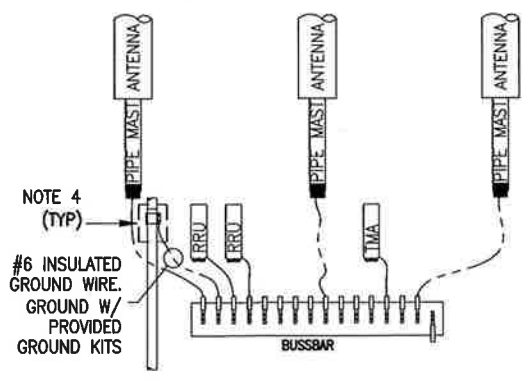 ANTENNA
ANTENNA
ANTENNA
PIPE MAST
PIPE MAST
PIPE MAST
NOTE 4
(TYP)
RRU
RRU
TMA
#6 INSULATED
GROUND WIRE.
GROUND W/
PROVIDED
GROUND KITS
BUSSBAR